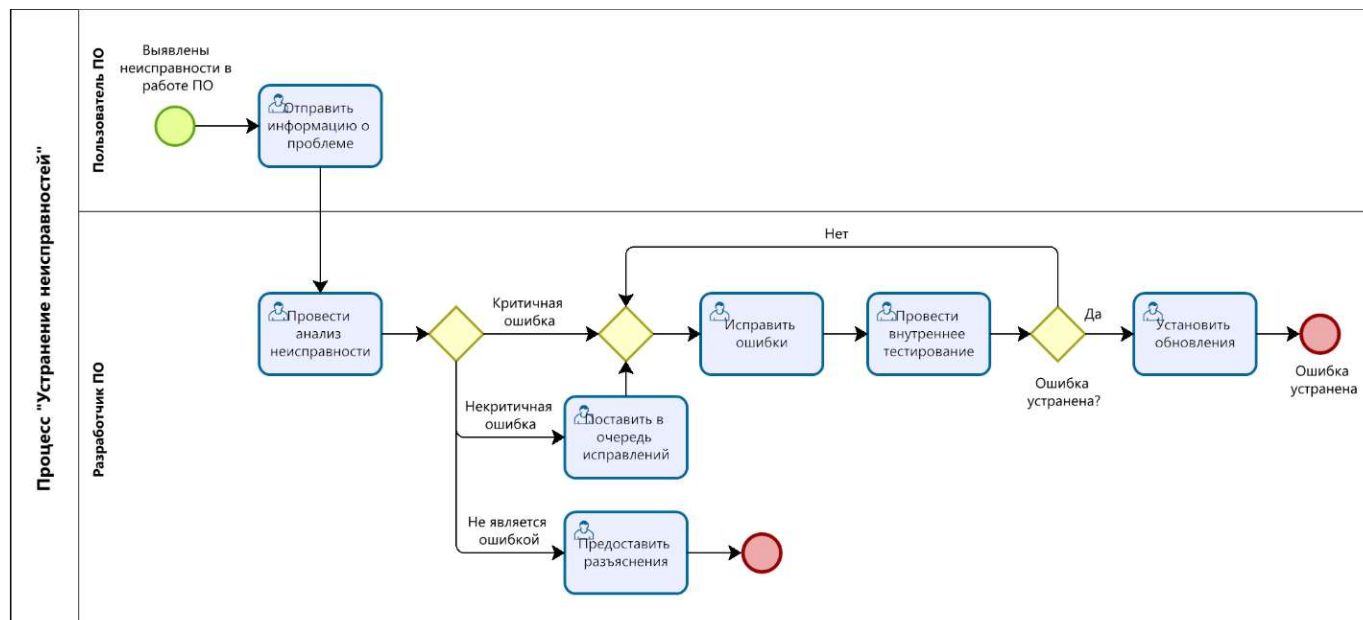 Процесс "Устранение неисправностей"
Пользователь ПО
Выявлены
неисправности в
работе ПО
Отправить
информацию о
проблеме
Разработчик ПО
Нет
Провести
анализ
неисправности
Критичная
ошибка
Исправить
ошибки
Провести
внутреннее
тестирование
Ошибка
устранена?
Да
Установить
обновления
Ошибка
устранена
Некритичная
ошибка
Поставить в
очередь
исправлений
Не является
ошибкой
Предоставить
разъяснения